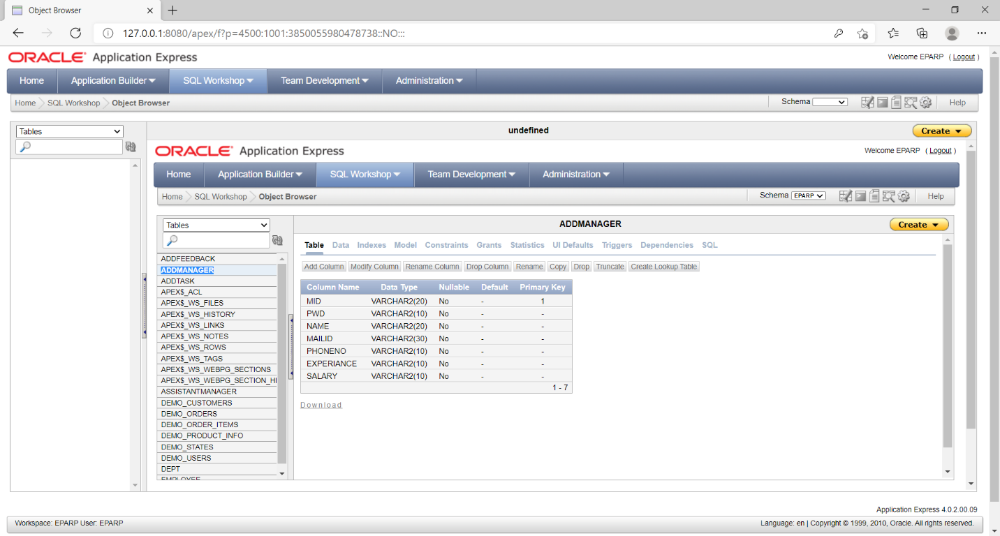 Object Browser
127.0.0.1:8080/apex/f?p=4500:1001:3850055980478738::NO:::
ORACLE Application Express
Welcome EPARP ( Logout )
Home Application Builder SQL Workshop Team Development Administration
Home SQL Workshop Object Browser Schema Help
Tables
undefined
Create
ORACLE Application Express
Welcome EPARP ( Logout )
Home Application Builder SQL Workshop Team Development Administration
Home SQL Workshop Object Browser Schema EPARP Help
Tables
ADDFEEDBACK
ADDMANAGER
ADDTASK
APEX$_ACL
APEX$_WS_FILES
APEX$_WS_HISTORY
APEX$_WS_LINKS
APEX$_WS_NOTES
APEX$_WS_ROWS
APEX$_WS_TAGS
APEX$_WS_WEBPG_SECTIONS
APEX$_WS_WEBPG_SECTION_HI
ASSISTANTMANAGER
DEMO_CUSTOMERS
DEMO_ORDERS
DEMO_ORDER_ITEMS
DEMO_PRODUCT_INFO
DEMO_STATES
DEMO_USERS
DEPT
EMPLOYEE
ADDMANAGER
Create
Table Data Indexes Model Constraints Grants Statistics UI Defaults Triggers Dependencies SQL
Add Column Modify Column Rename Column Drop Column Rename Copy Drop Truncate Create Lookup Table
Column Name Data Type Nullable Default Primary Key
MID VARCHAR2(20) No - 1
PWD VARCHAR2(10) No - -
NAME VARCHAR2(20) No - -
MAILID VARCHAR2(30) No - -
PHONENO VARCHAR2(10) No - -
EXPERIANCE VARCHAR2(10) No - -
SALARY VARCHAR2(10) No - -
1 - 7
Download
Application Express 4.0.2.00.09
Workspace: EPARP User: EPARP
Language: en | Copyright © 1999, 2010, Oracle. All rights reserved.